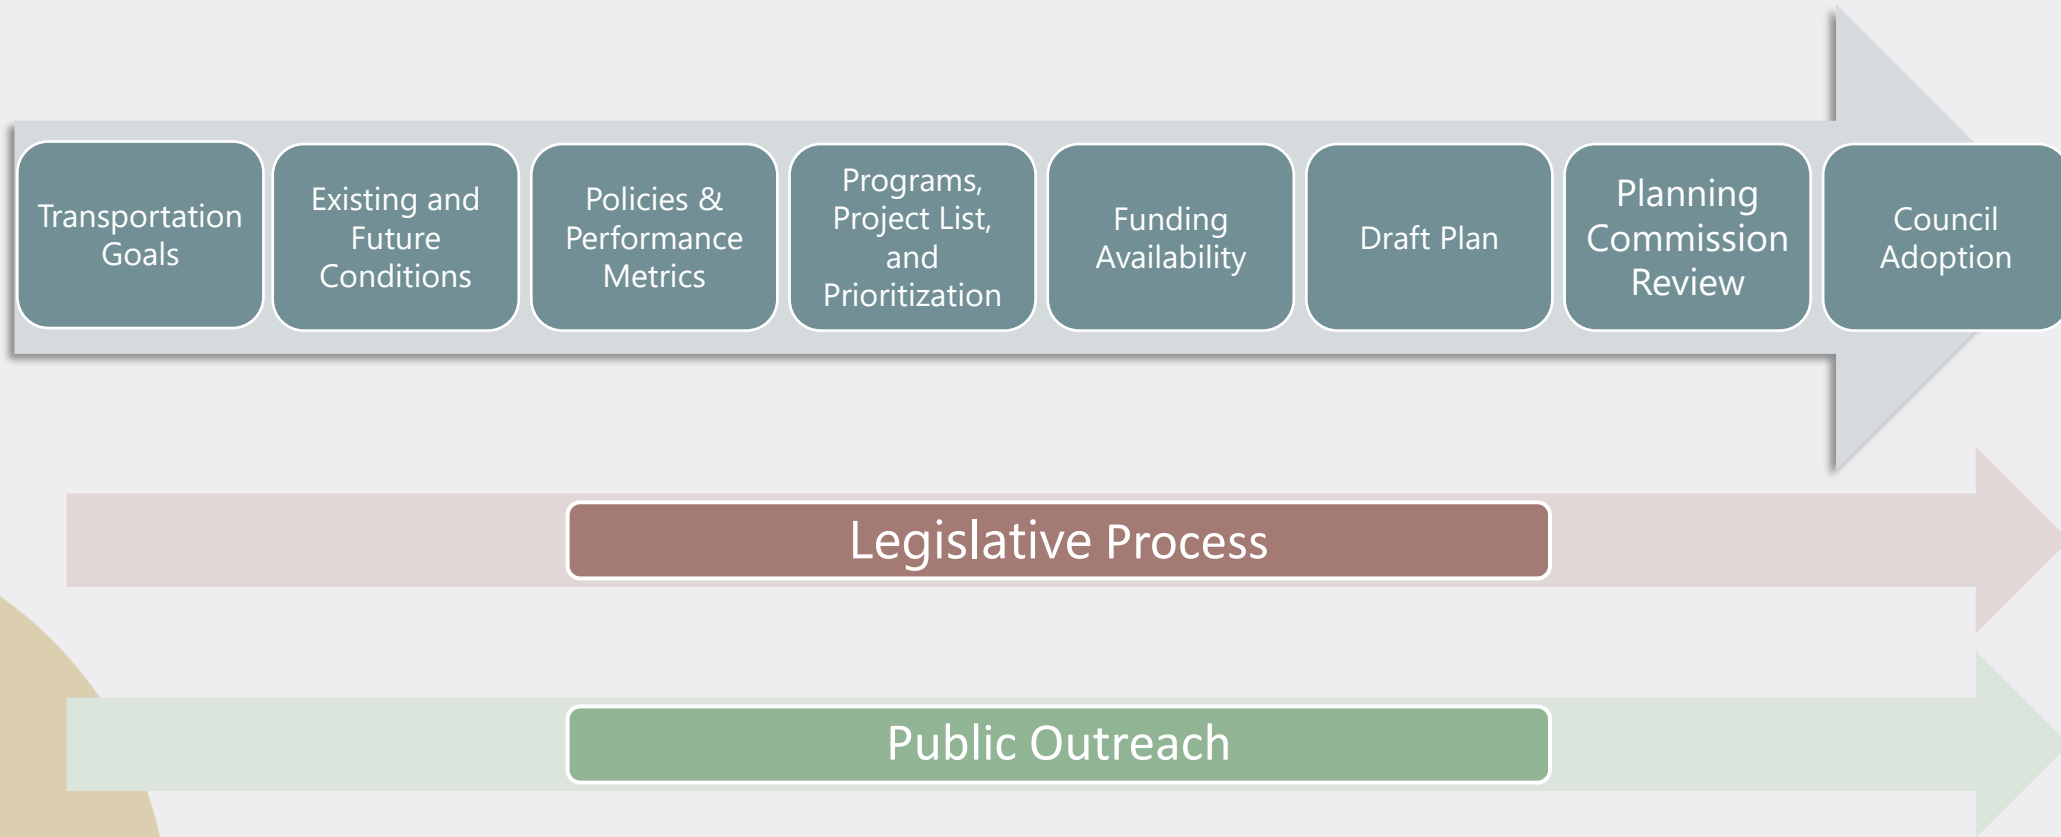 Transportation
Goals
Existing and
Future
Conditions
Policies &
Performance
Metrics
Programs,
Project List,
and
Prioritization
Funding
Availability
Draft Plan
Planning
Commission
Review
Council
Adoption
Legislative Process
Public Outreach